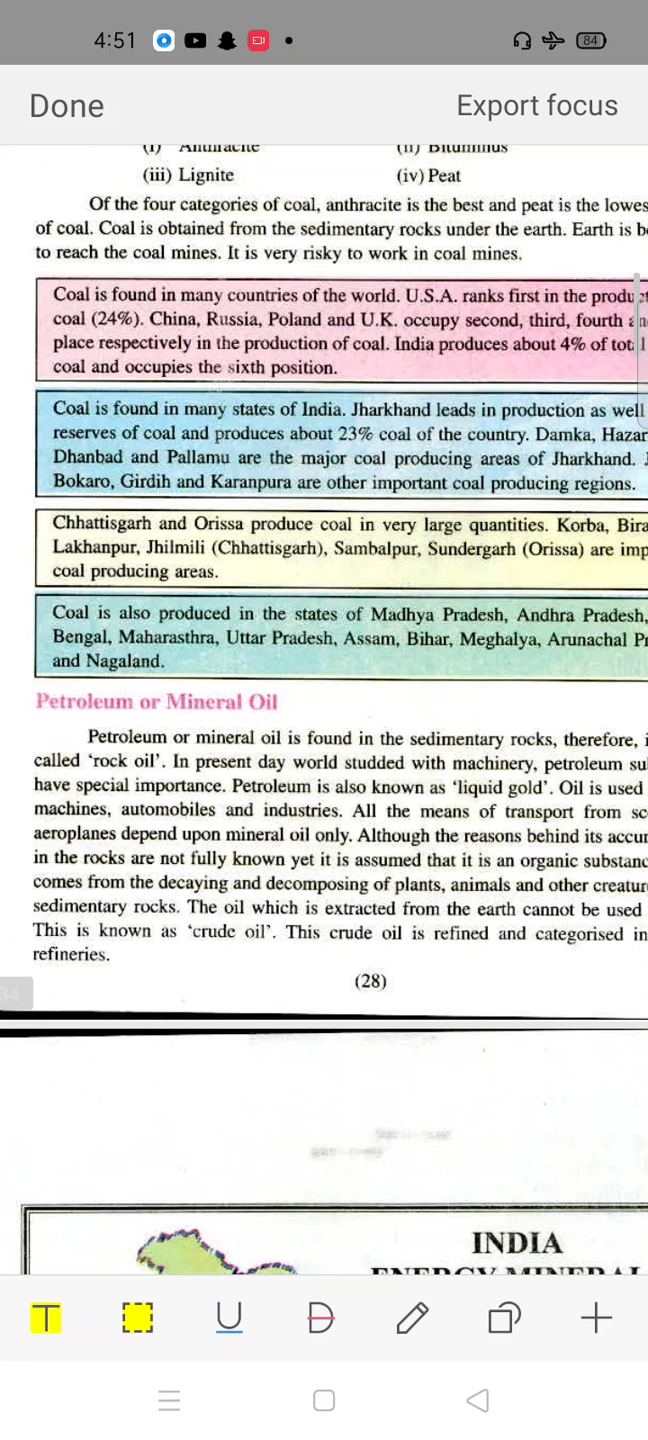 4:51
84
Done Export focus
(i) Anthracite (ii) Bituminus
(iii) Lignite (iv) Peat
Of the four categories of coal, anthracite is the best and peat is the lowes
of coal. Coal is obtained from the sedimentary rocks under the earth. Earth is b
to reach the coal mines. It is very risky to work in coal mines.
Coal is found in many countries of the world. U.S.A. ranks first in the produ
coal (24%). China, Russia, Poland and U.K. occupy second, third, fourth
place respectively in the production of coal. India produces about 4% of
coal and occupies the sixth position.
Coal is found in many states of India. Jharkhand leads in production as well
reserves of coal and produces about 23% coal of the country. Damka, Hazar
Dhanbad and Pallamu are the major coal producing areas of Jharkhand.
Bokaro, Girdih and Karanpura are other important coal producing regions.
Chhattisgarh and Orissa produce coal in very large quantities. Korba, Bira
Lakhanpur, Jhilmili (Chhattisgarh), Sambalpur, Sundergarh (Orissa) are imp
coal producing areas.
Coal is also produced in the states of Madhya Pradesh, Andhra Pradesh,
Bengal, Maharasthra, Uttar Pradesh, Assam, Bihar, Meghalya, Arunachal P
and Nagaland.
Petroleum or Mineral Oil
Petroleum or mineral oil is found in the sedimentary rocks, therefore, i
called ‘rock oil’. In present day world studded with machinery, petroleum su
have special importance. Petroleum is also known as ‘liquid gold’. Oil is used
machines, automobiles and industries. All the means of transport from sc
aeroplanes depend upon mineral oil only. Although the reasons behind its accur
in the rocks are not fully known yet it is assumed that it is an organic substanc
comes from the decaying and decomposing of plants, animals and other creatur
sedimentary rocks. The oil which is extracted from the earth cannot be used
This is known as ‘crude oil’. This crude oil is refined and categorised in
refineries.
(28)
34
INDIA
ENERGY MINERAL